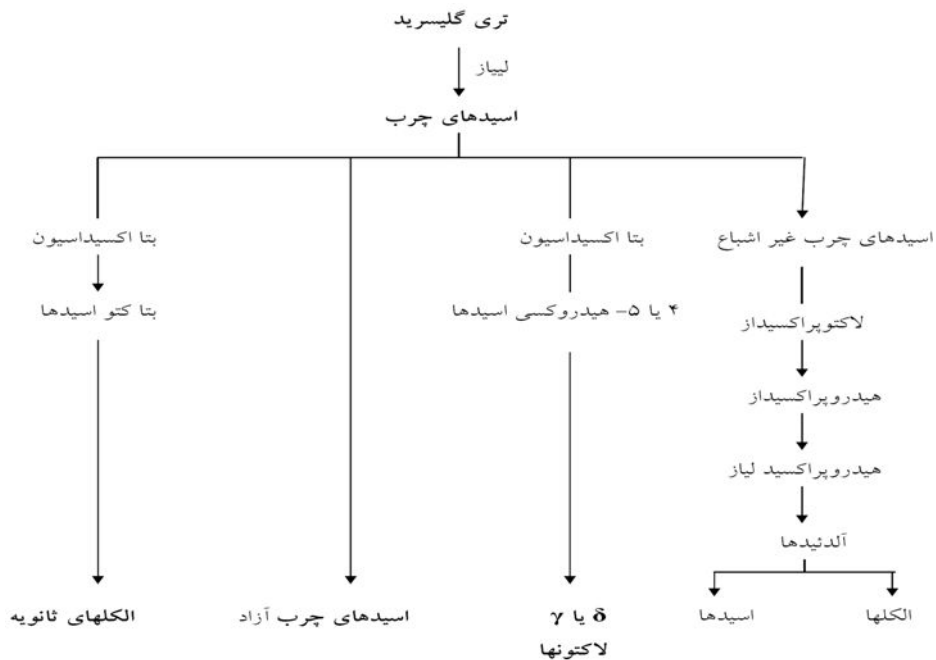 تری گلیسرید
لیپاز
اسیدهای چرب
اسیدهای چرب غیر اشباع
بتا اکسیداسیون
بتا اکسیداسیون
لاکتوپراکسیداز
۴ یا ۵- هیدروکسی اسیدها
بتا کتو اسیدها
هیدروپراکسیداز
هیدروپراکسید لیاز
آلدئیدها
الکلها
اسیدها
δ یا γ
لاکتونها
اسیدهای چرب آزاد
الکلهای ثانویه